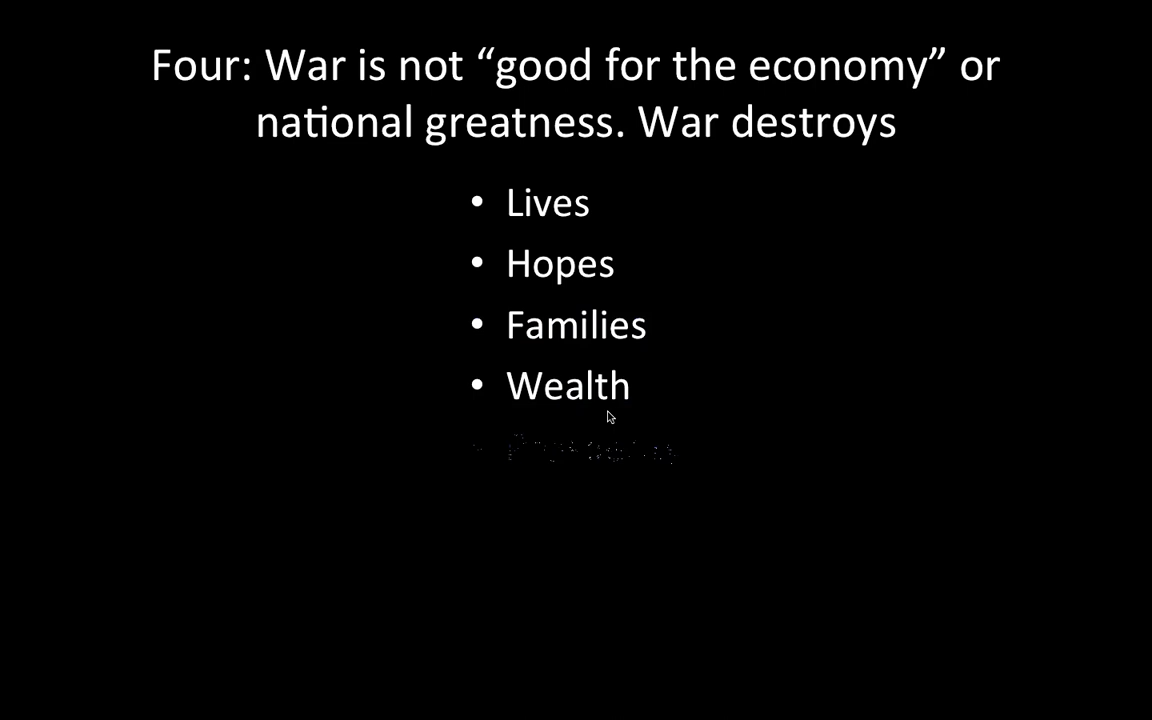 Four: War is not “good for the economy” or
national greatness. War destroys
• Lives
• Hopes
• Families
• Wealth